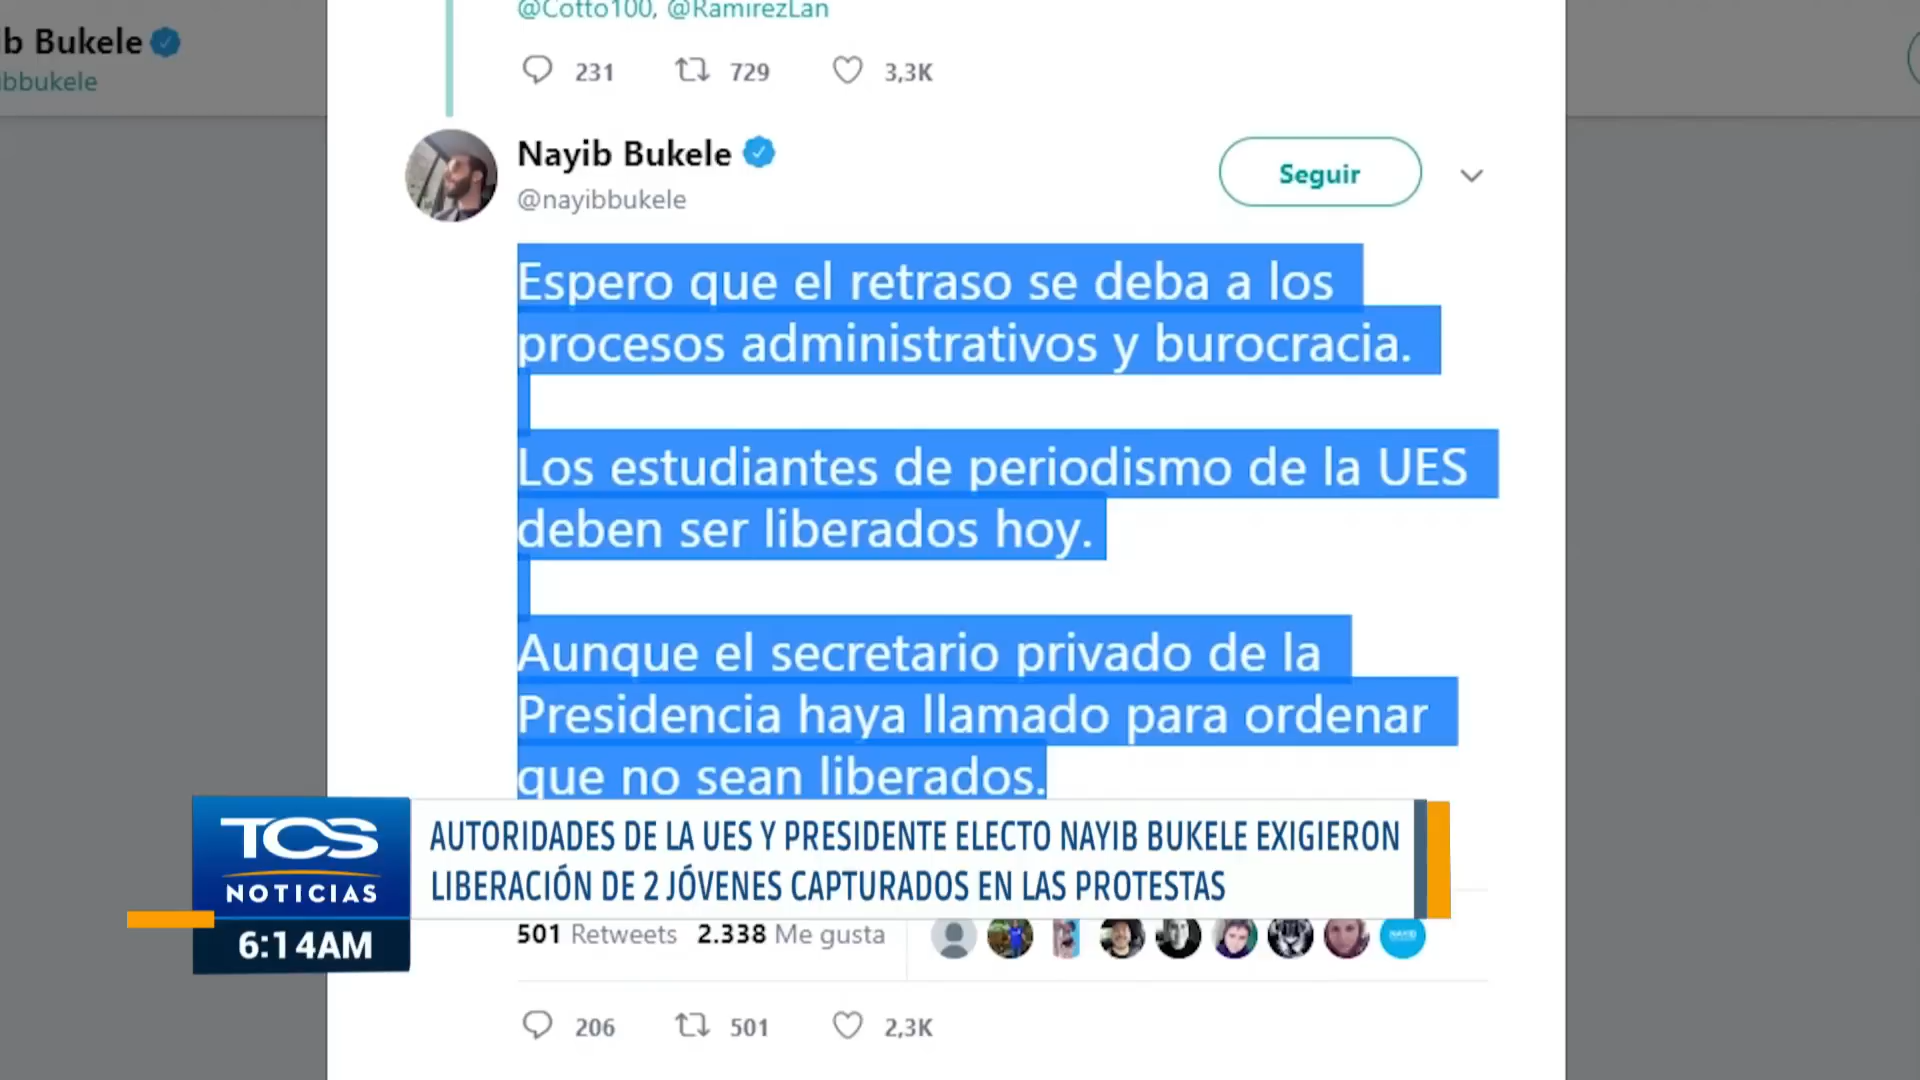 @Cotto100, @RamirezLan
b Bukele
bbukele
231 729 3,3K
Nayib Bukele
@nayibbukele
Seguir
Espero que el retraso se deba a los
procesos administrativos y burocracia.
Los estudiantes de periodismo de la UES
deben ser liberados hoy.
Aunque el secretario privado de la
Presidencia haya llamado para ordenar
que no sean liberados.
TCS
NOTICIAS
6:14AM
AUTORIDADES DE LA UES Y PRESIDENTE ELECTO NAYIB BUKELE EXIGIERON
LIBERACIÓN DE 2 JÓVENES CAPTURADOS EN LAS PROTESTAS
501 Retweets 2.338 Me gusta
206 501 2,3K